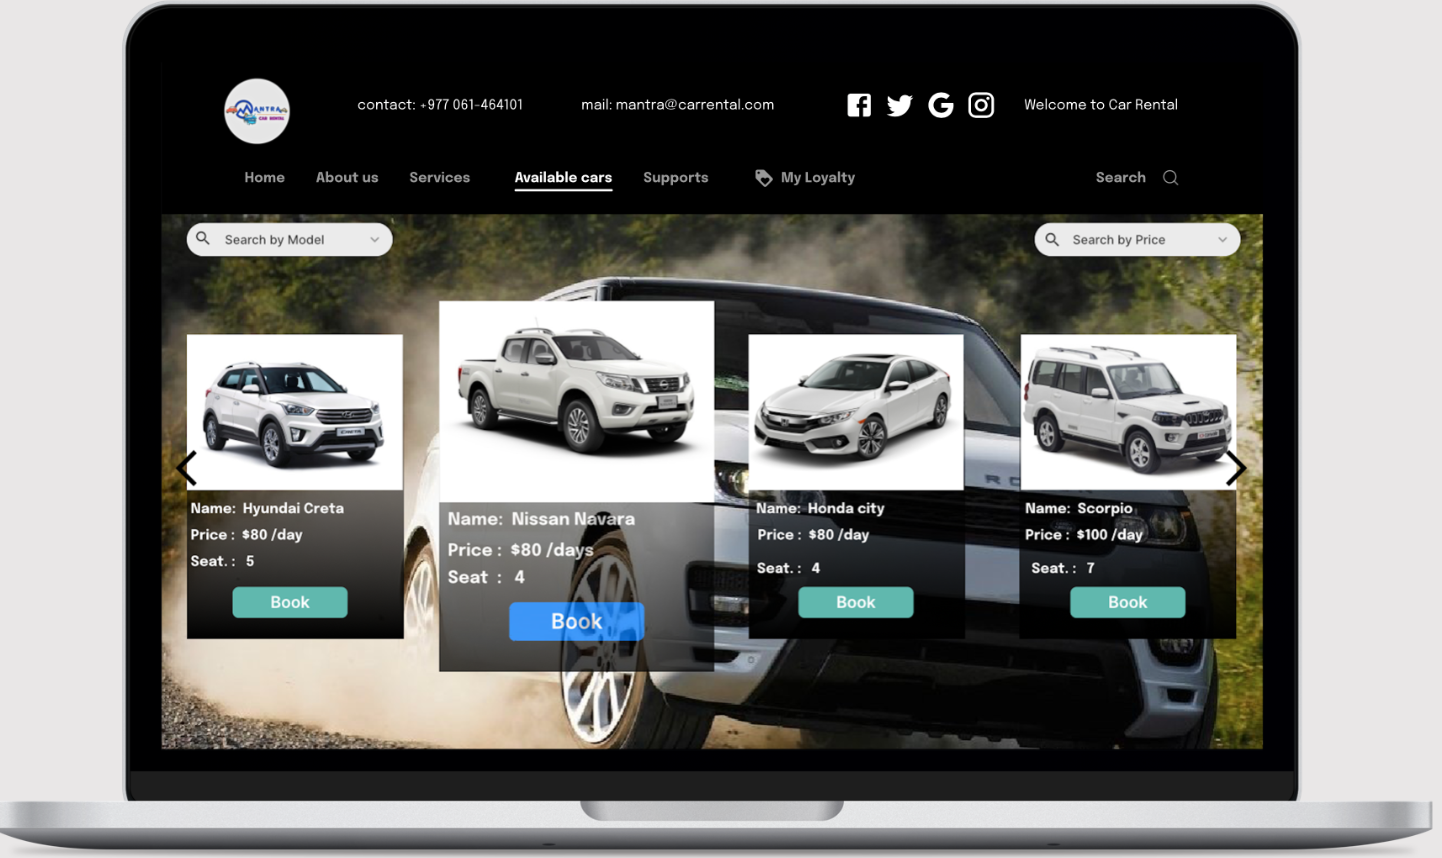 MANTRA
CAR RENTAL
contact: +977 061-464101
mail: mantra@carrental.com
Welcome to Car Rental
Home
About us
Services
Available cars
Supports
My Loyalty
Search
Search by Model
Search by Price
Name: Hyundai Creta
Price : $80 /day
Seat. : 5
Book
Name: Nissan Navara
Price : $80 /days
Seat : 4
Book
Name: Honda city
Price : $80 /day
Seat. : 4
Book
Name: Scorpio
Price : $100 /day
Seat. : 7
Book